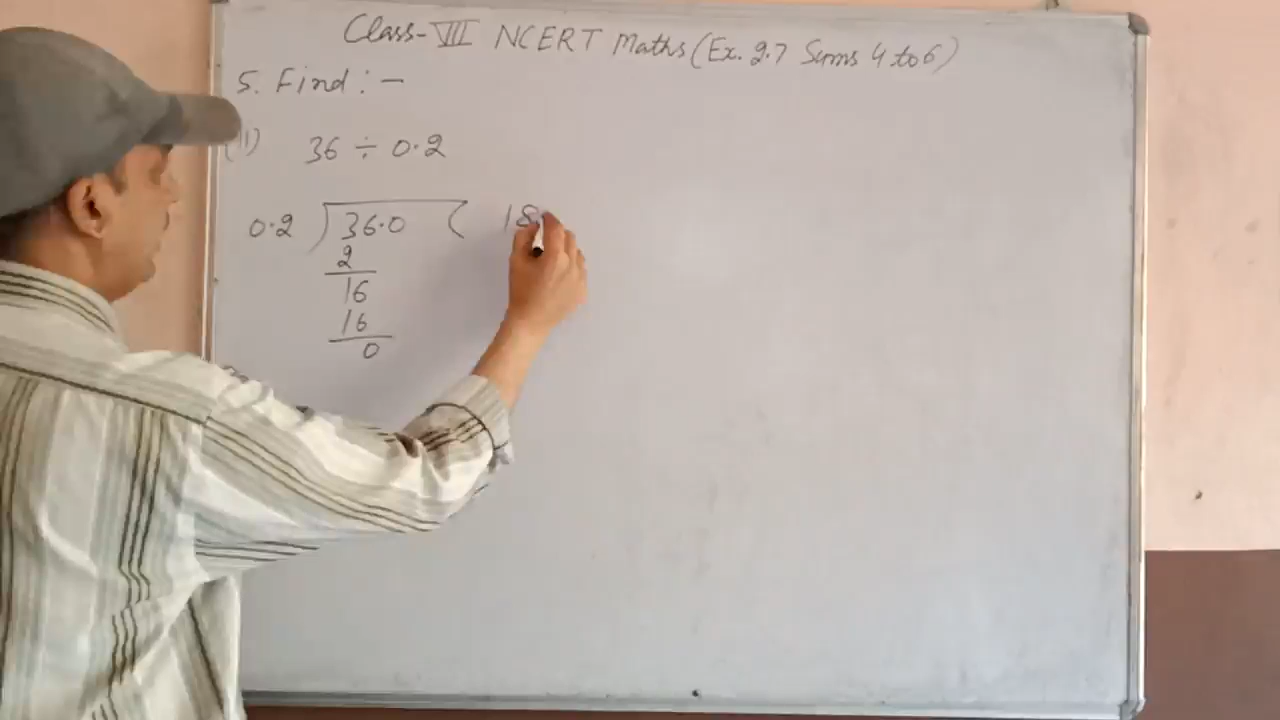 Class-VII NCERT Maths (Ex. 2.7 Sums 4 to 6)
5. Find :-
36 ÷ 0.2
0.2 ) 36.0 ( 18
2
16
16
0